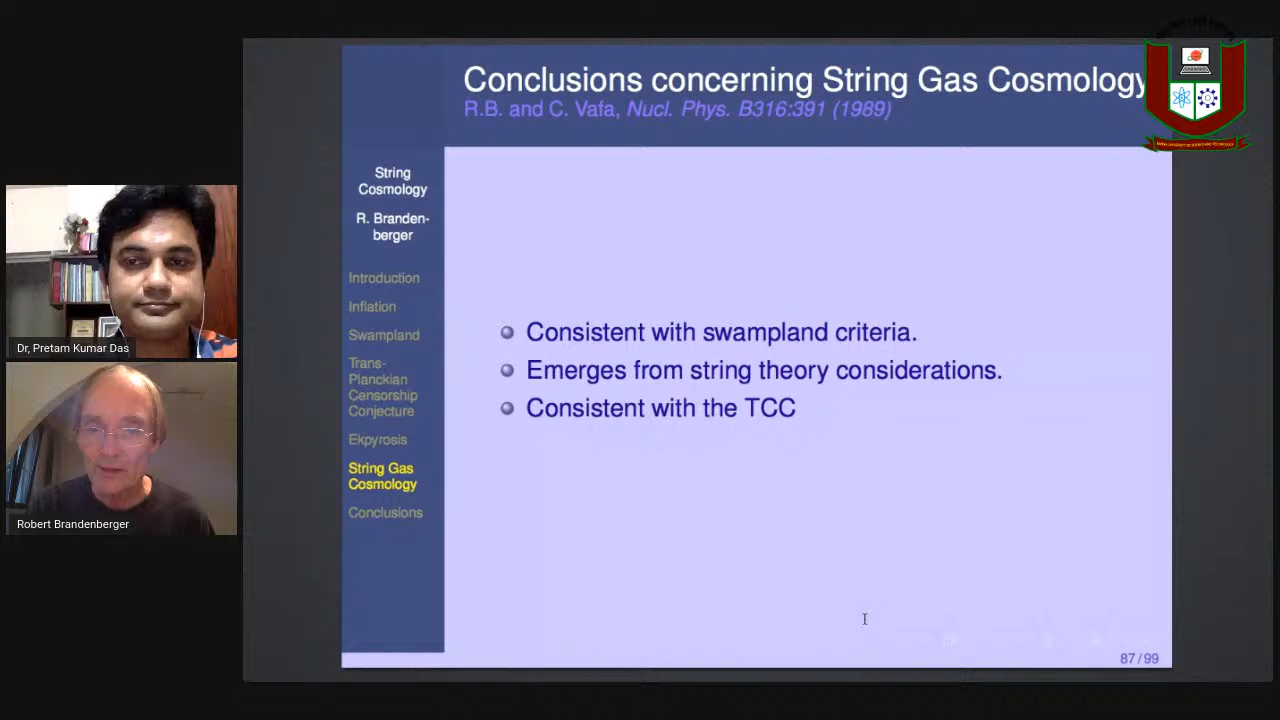 Conclusions concerning String Gas Cosmology
R.B. and C. Vafa, Nucl. Phys. B316:391 (1989)
String
Cosmology
R. Branden-
berger
Introduction
Inflation
Swampland
Trans-
Planckian
Censorship
Conjecture
Ekpyrosis
String Gas
Cosmology
Conclusions
Consistent with swampland criteria.
Emerges from string theory considerations.
Consistent with the TCC
87/99
Dr, Pretam Kumar Das
Robert Brandenberger